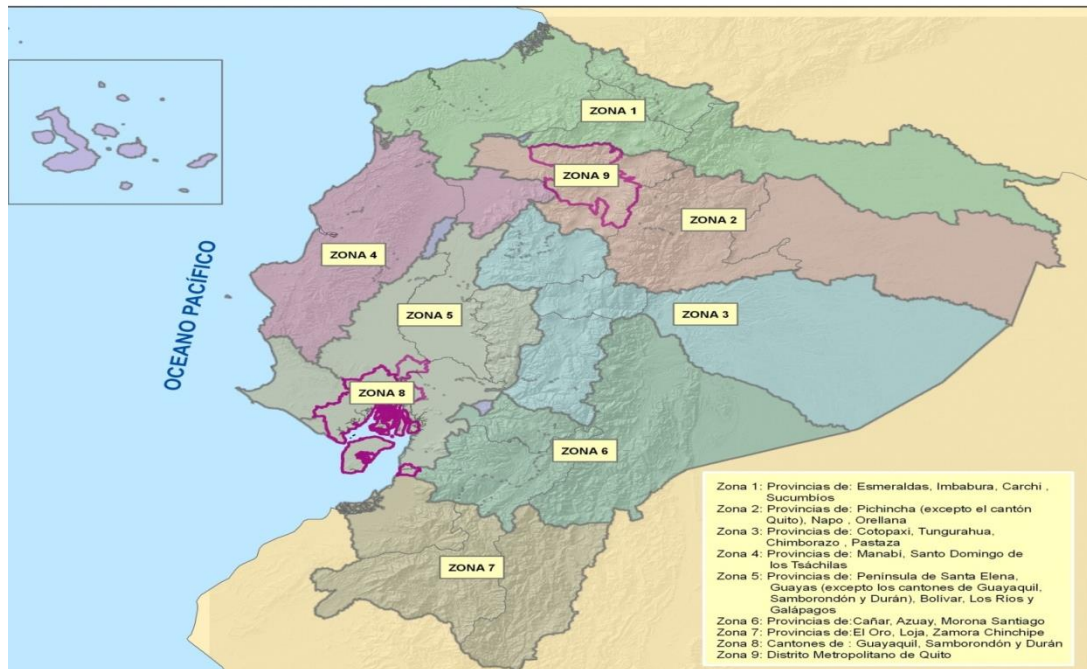 ZONA 1
ZONA 9
ZONA 2
ZONA 4
OCEANO PACÍFICO
ZONA 5
ZONA 3
ZONA 8
ZONA 6
ZONA 7
Zona 1: Provincias de: Esmeraldas, Imbabura, Carchi ,
Sucumbíos
Zona 2: Provincias de: Pichincha (excepto el cantón
Quito), Napo , Orellana
Zona 3: Provincias de: Cotopaxi, Tungurahua,
Chimborazo , Pastaza
Zona 4: Provincias de: Manabí, Santo Domingo de
los Tsáchilas
Zona 5: Provincias de: Península de Santa Elena,
Guayas (excepto los cantones de Guayaquil,
Samborondón y Durán), Bolívar, Los Ríos y
Galápagos
Zona 6: Provincias de:Cañar, Azuay, Morona Santiago
Zona 7: Provincias de:El Oro, Loja, Zamora Chinchipe
Zona 8: Cantones de : Guayaquil, Samborondón y Durán
Zona 9: Distrito Metropolitano de Quito